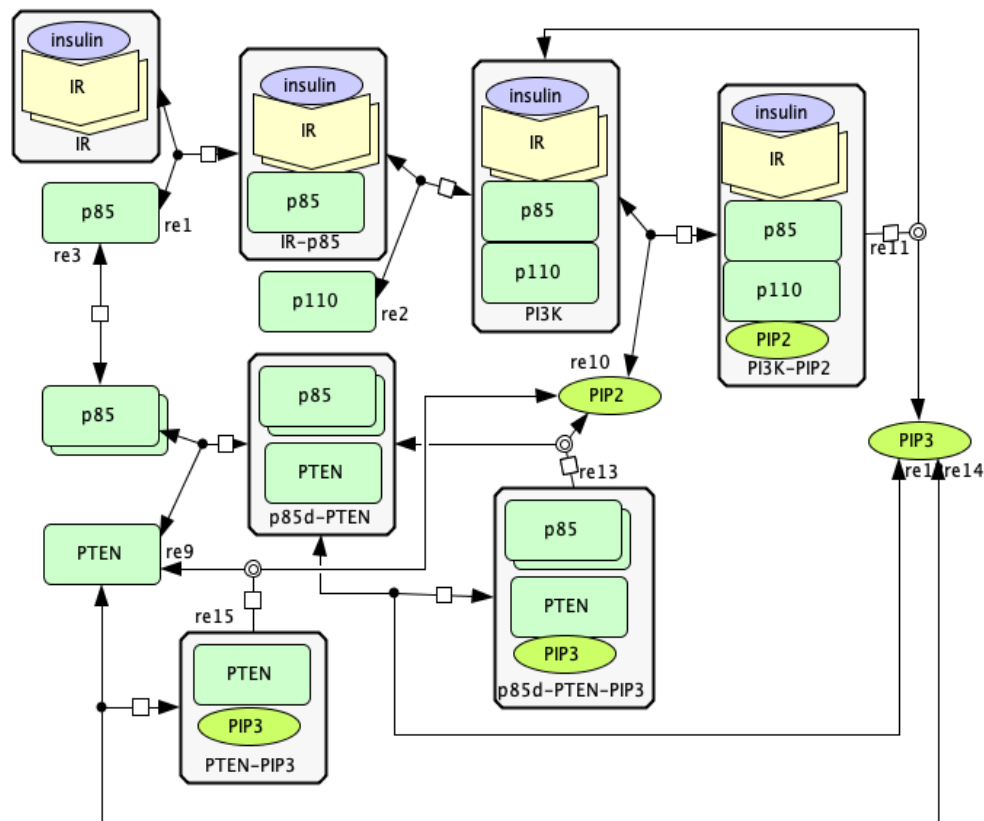 insulin
IR
IR
insulin
IR
p85
IR-p85
insulin
IR
p85
p110
PI3K
insulin
IR
p85
p110
PIP2
PI3K-PIP2
p85
re1
re3
re11
p110
re2
re10
PIP2
p85
p85
PTEN
p85d-PTEN
PIP3
re14
re13
p85
PTEN
PIP3
p85d-PTEN-PIP3
PTEN
re9
re15
PTEN
PIP3
PTEN-PIP3